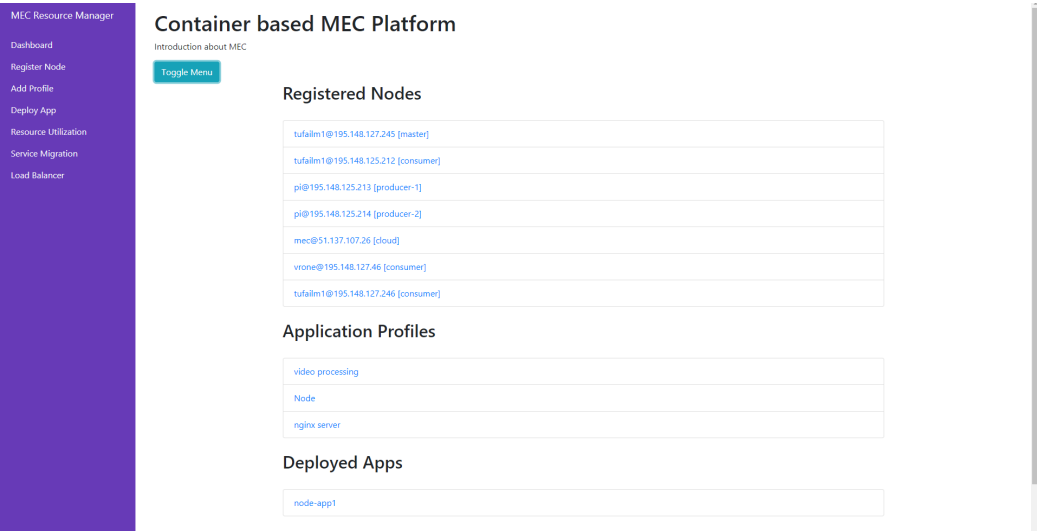 MEC Resource Manager
Dashboard
Register Node
Add Profile
Deploy App
Resource Utilization
Service Migration
Load Balancer
Container based MEC Platform
Introduction about MEC
Toggle Menu
Registered Nodes
tufailm1@195.148.127.245 [master]
tufailm1@195.148.125.212 [consumer]
pi@195.148.125.213 [producer-1]
pi@195.148.125.214 [producer-2]
mec@51.137.107.26 [cloud]
vrone@195.148.127.46 [consumer]
tufailm1@195.148.127.246 [consumer]
Application Profiles
video processing
Node
nginx server
Deployed Apps
node-app1